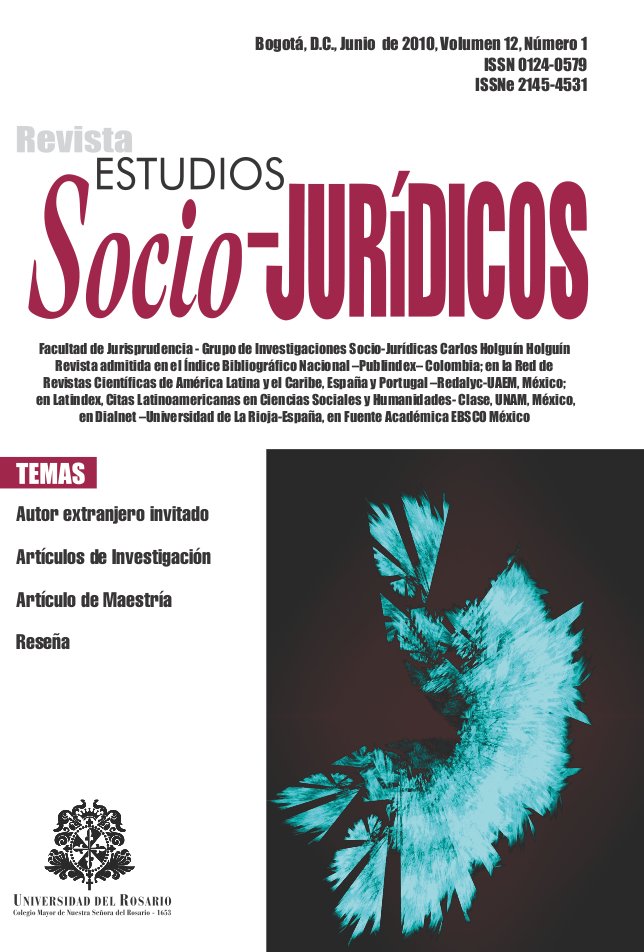 Bogotá, D.C., Junio de 2010, Volumen 12, Número 1
ISSN 0124-0579
ISSNe 2145-4531
Revista
ESTUDIOS
Socio-JURÍDICOS
Facultad de Jurisprudencia - Grupo de Investigaciones Socio-Jurídicas Carlos Holguín Holguín
Revista admitida en el Índice Bibliográfico Nacional –Publindex– Colombia; en la Red de
Revistas Científicas de América Latina y el Caribe, España y Portugal –Redalyc-UAEM, México;
en Latindex, Citas Latinoamericanas en Ciencias Sociales y Humanidades- Clase, UNAM, México,
en Dialnet –Universidad de La Rioja-España, en Fuente Académica EBSCO México
TEMAS
Autor extranjero invitado
Artículos de Investigación
Artículo de Maestría
Reseña
UNIVERSIDAD DEL ROSARIO
Colegio Mayor de Nuestra Señora del Rosario - 1653